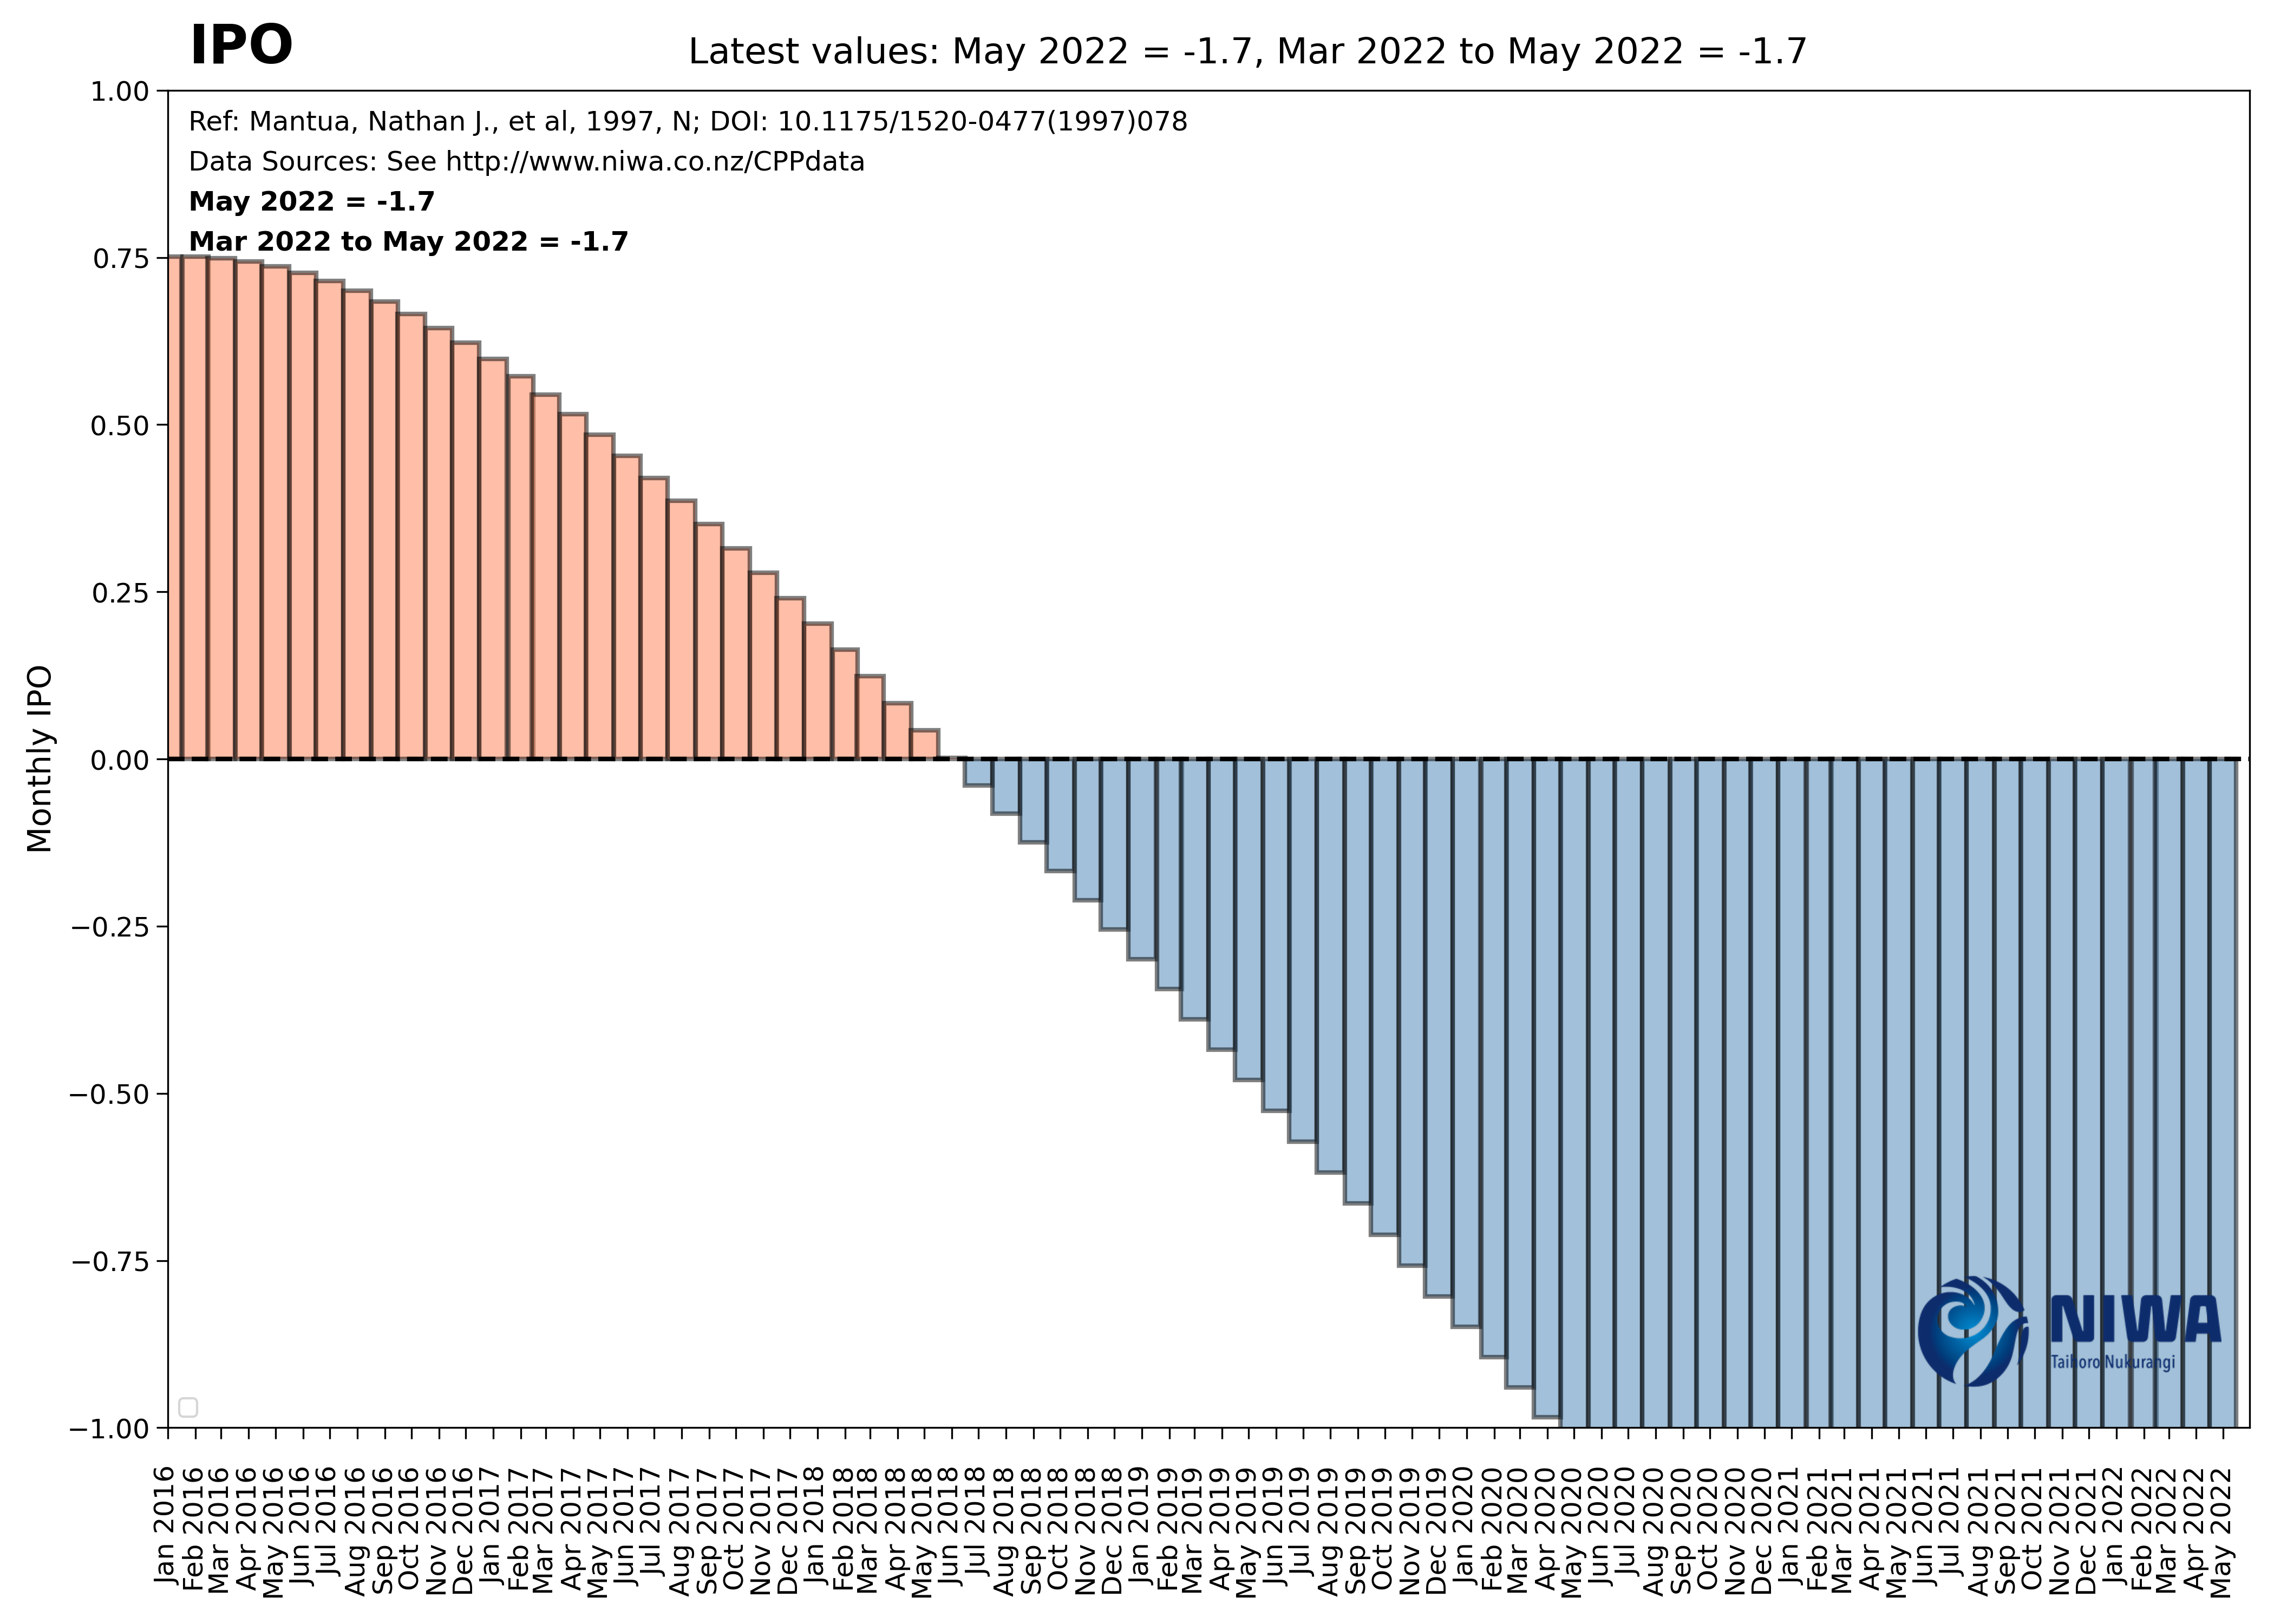 IPO
Latest values: May 2022 = -1.7, Mar 2022 to May 2022 = -1.7
Ref: Mantua, Nathan J., et al, 1997, N; DOI: 10.1175/1520-0477(1997)078
Data Sources: See http://www.niwa.co.nz/CPPdata
May 2022 = -1.7
Mar 2022 to May 2022 = -1.7
Monthly IPO
1.00
0.75
0.50
0.25
0.00
−0.25
−0.50
−0.75
−1.00
NIWA
Taihoro Nukurangi
Jan 2016
Feb 2016
Mar 2016
Apr 2016
May 2016
Jun 2016
Jul 2016
Aug 2016
Sep 2016
Oct 2016
Nov 2016
Dec 2016
Jan 2017
Feb 2017
Mar 2017
Apr 2017
May 2017
Jun 2017
Jul 2017
Aug 2017
Sep 2017
Oct 2017
Nov 2017
Dec 2017
Jan 2018
Feb 2018
Mar 2018
Apr 2018
May 2018
Jun 2018
Jul 2018
Aug 2018
Sep 2018
Oct 2018
Nov 2018
Dec 2018
Jan 2019
Feb 2019
Mar 2019
Apr 2019
May 2019
Jun 2019
Jul 2019
Aug 2019
Sep 2019
Oct 2019
Nov 2019
Dec 2019
Jan 2020
Feb 2020
Mar 2020
Apr 2020
May 2020
Jun 2020
Jul 2020
Aug 2020
Sep 2020
Oct 2020
Nov 2020
Dec 2020
Jan 2021
Feb 2021
Mar 2021
Apr 2021
May 2021
Jun 2021
Jul 2021
Aug 2021
Sep 2021
Oct 2021
Nov 2021
Dec 2021
Jan 2022
Feb 2022
Mar 2022
Apr 2022
May 2022